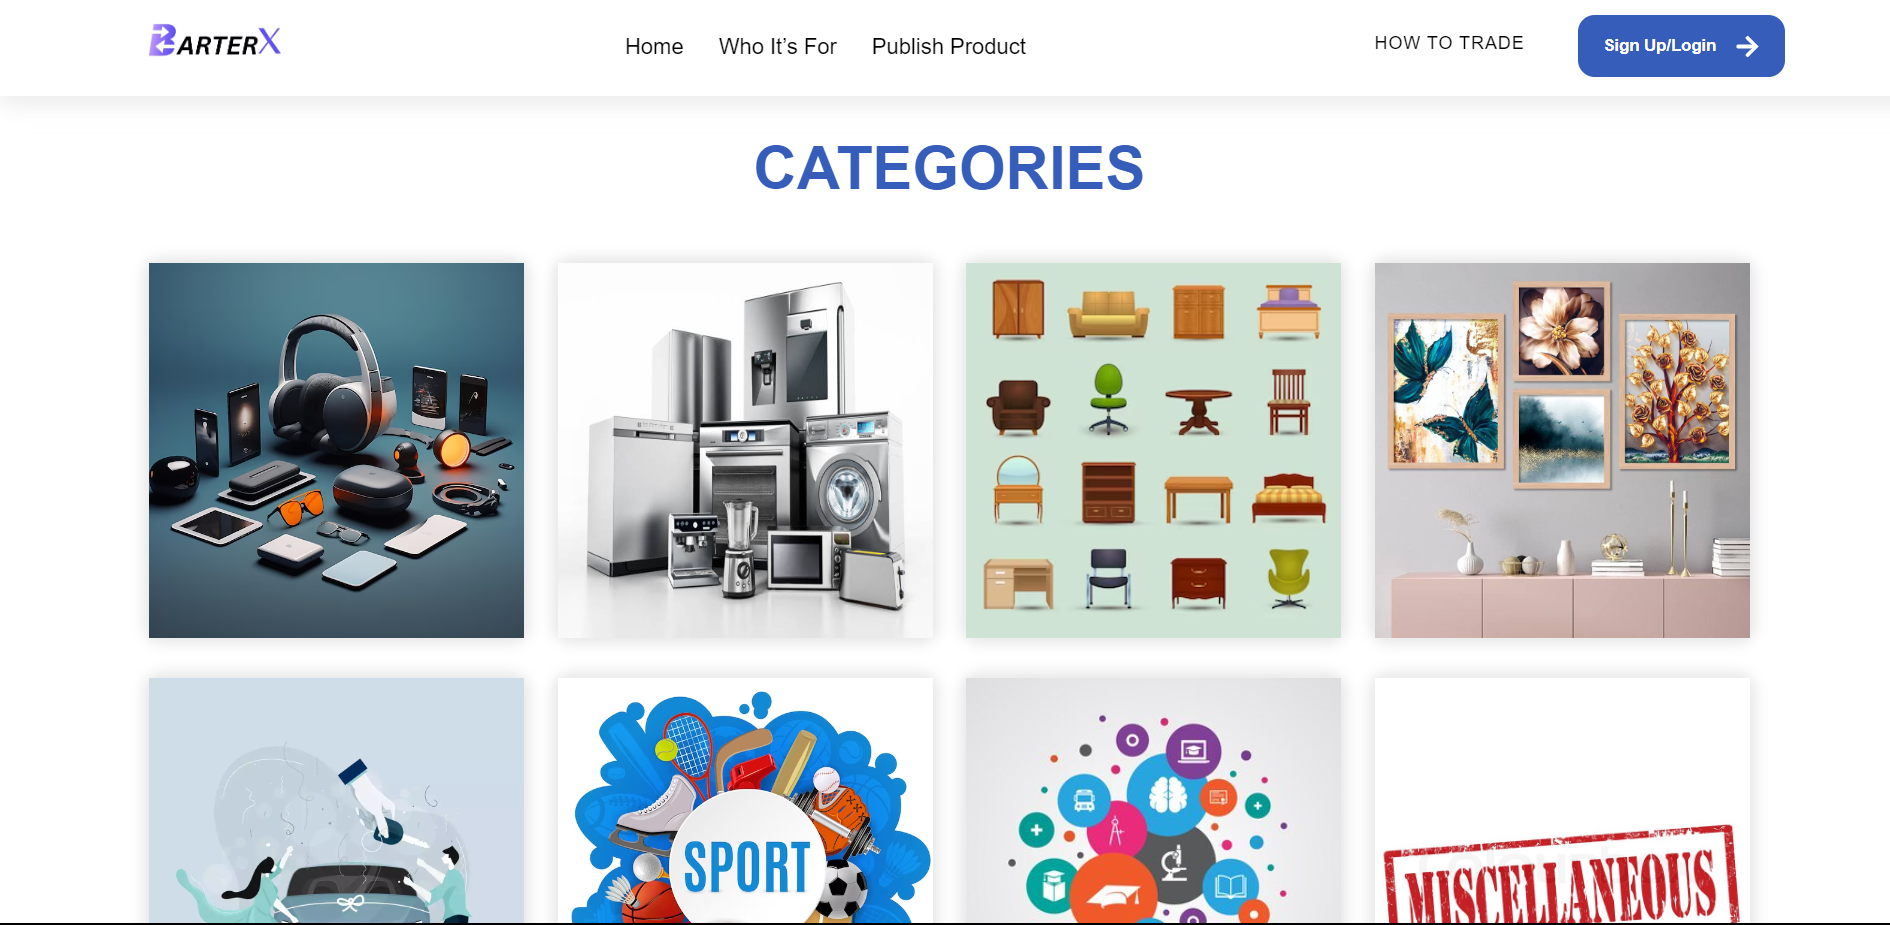 BARTERX
Home
Who It’s For
Publish Product
HOW TO TRADE
Sign Up/Login
CATEGORIES
SPORT
MISCELLANEOUS